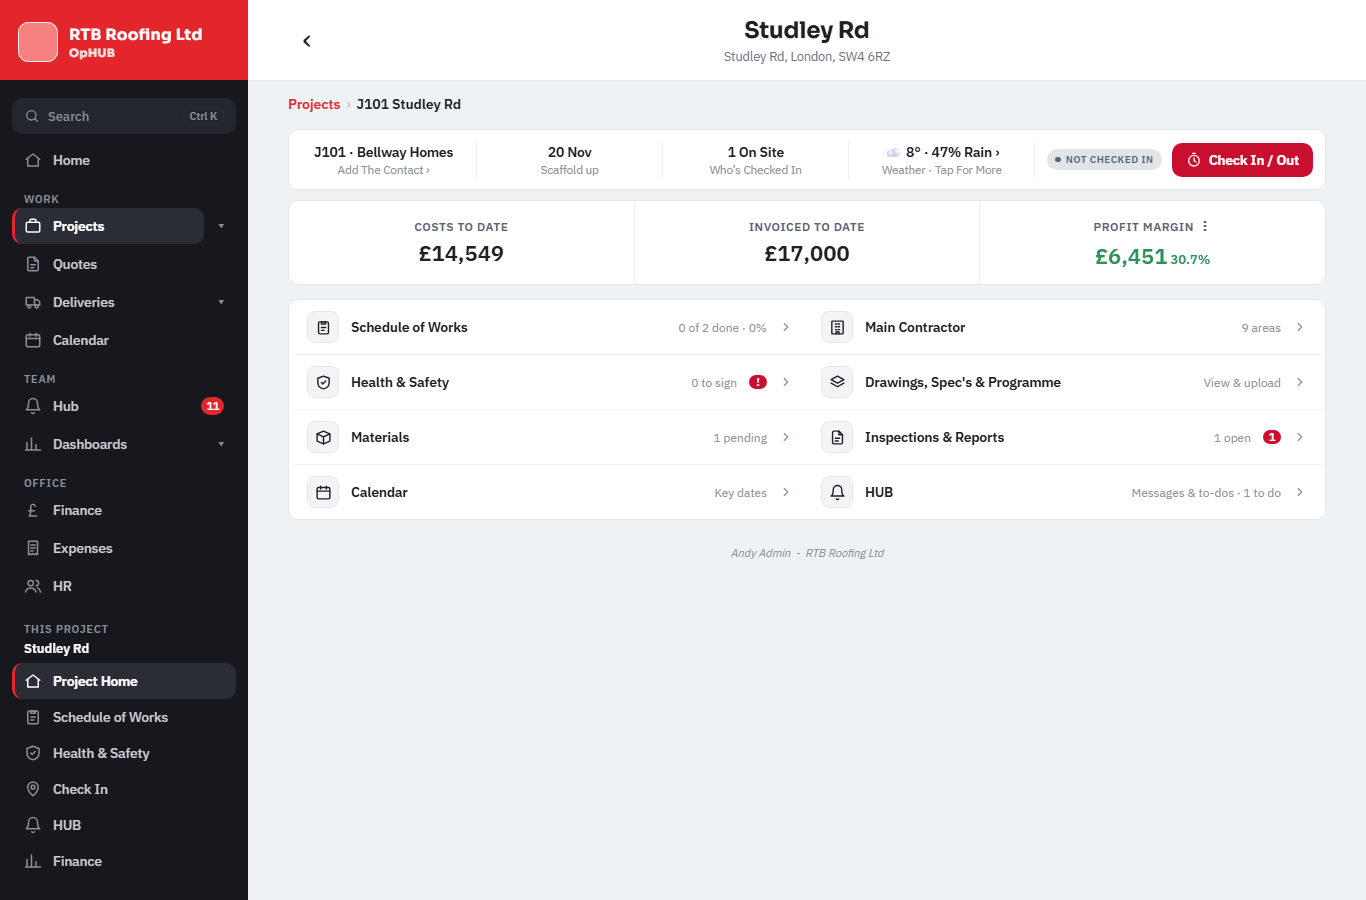 RTB Roofing Ltd
OpHUB
Search
Ctrl K
Home
WORK
Projects
Quotes
Deliveries
Calendar
TEAM
Hub
11
Dashboards
OFFICE
Finance
Expenses
HR
THIS PROJECT
Studley Rd
Project Home
Schedule of Works
Health & Safety
Check In
HUB
Finance
Studley Rd
Studley Rd, London, SW4 6RZ
Projects › J101 Studley Rd
J101 · Bellway Homes
Add The Contact ›
20 Nov
Scaffold up
1 On Site
Who's Checked In
8° · 47% Rain ›
Weather · Tap For More
NOT CHECKED IN
Check In / Out
COSTS TO DATE
£14,549
INVOICED TO DATE
£17,000
PROFIT MARGIN
£6,451 30.7%
Schedule of Works
0 of 2 done · 0%
Main Contractor
9 areas
Health & Safety
0 to sign
!
Drawings, Spec's & Programme
View & upload
Materials
1 pending
Inspections & Reports
1 open
1
Calendar
Key dates
HUB
Messages & to-dos · 1 to do
Andy Admin - RTB Roofing Ltd